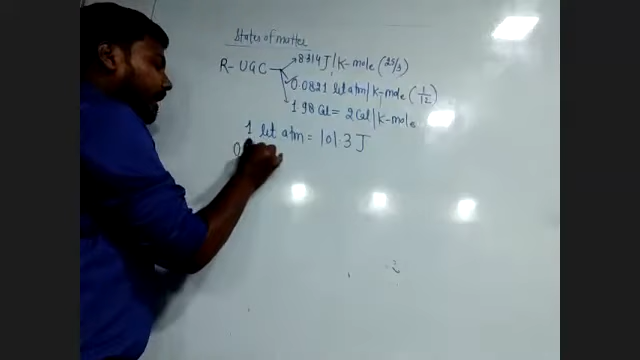 States of matter
R- UGC → 8.314 J/K-mole (25/3)
0.0821 lit atm/K-mole (1/12)
1.98 Cal = 2 Cal/K-mole
1 lit atm = 101.3 J
0